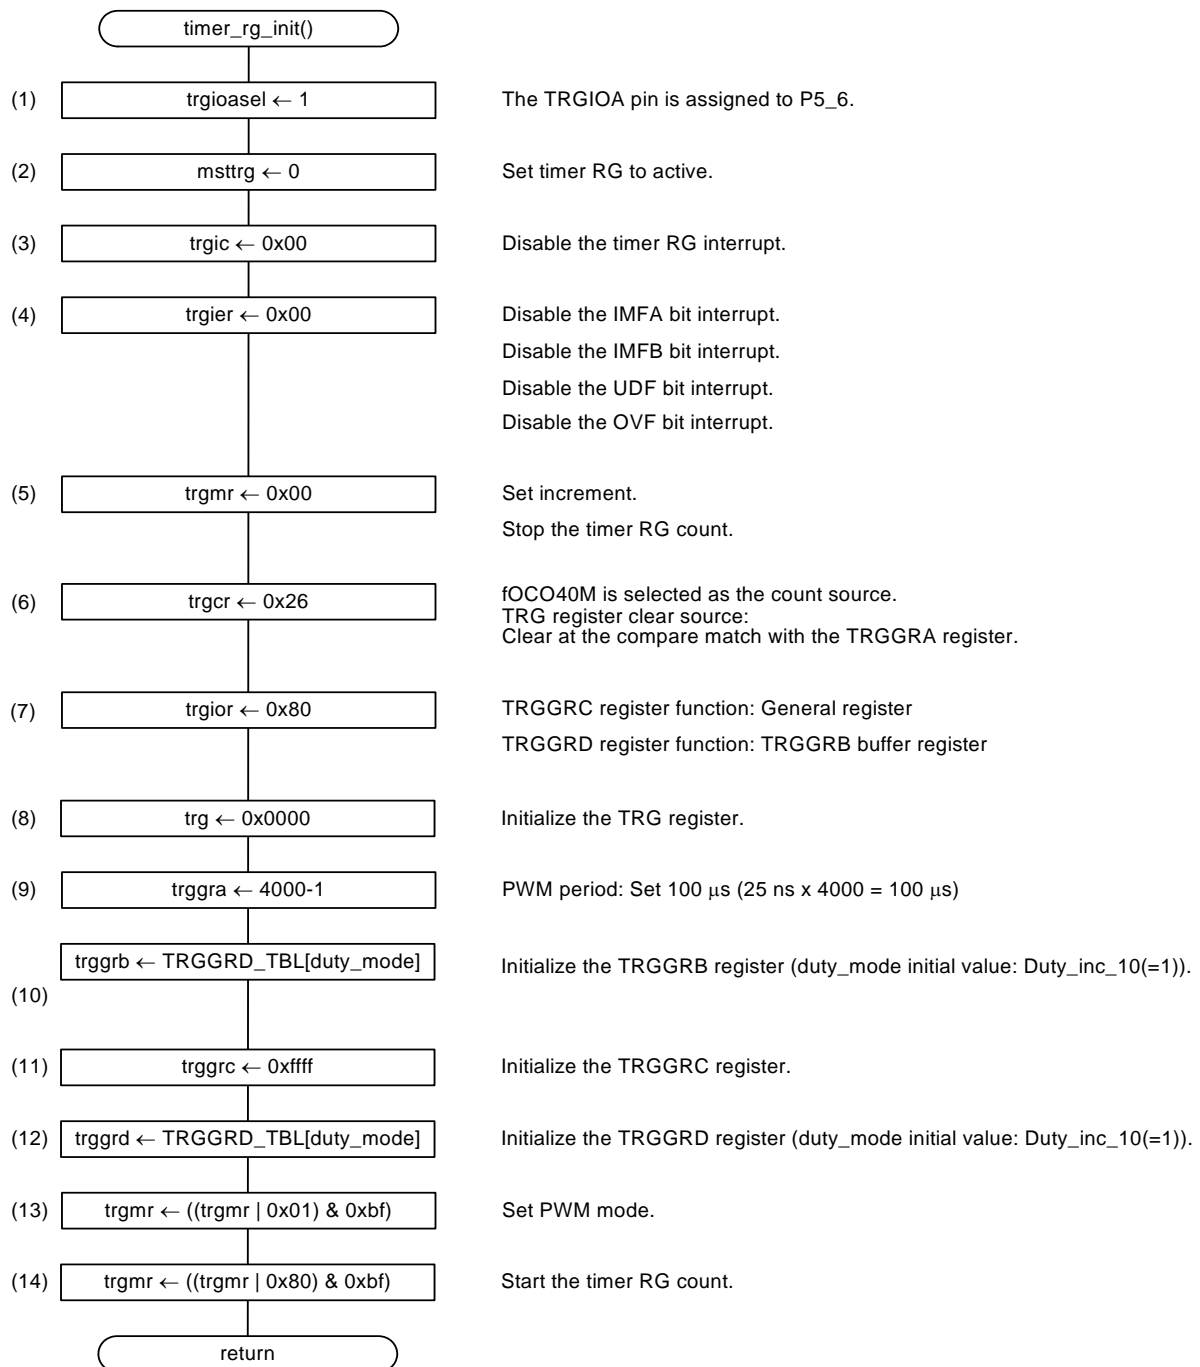 timer_rg_init()
(1) trgioasel ← 1 The TRGIOA pin is assigned to P5_6.
(2) msttrg ← 0 Set timer RG to active.
(3) trgic ← 0x00 Disable the timer RG interrupt.
(4) trgier ← 0x00 Disable the IMFA bit interrupt.
Disable the IMFB bit interrupt.
Disable the UDF bit interrupt.
Disable the OVF bit interrupt.
(5) trgmr ← 0x00 Set increment.
Stop the timer RG count.
(6) trgcr ← 0x26 fOCO40M is selected as the count source.
TRG register clear source:
Clear at the compare match with the TRGGRA register.
(7) trgior ← 0x80 TRGGRC register function: General register
TRGGRD register function: TRGGRB buffer register
(8) trg ← 0x0000 Initialize the TRG register.
(9) trggra ← 4000-1 PWM period: Set 100 μs (25 ns x 4000 = 100 μs)
trggrb ← TRGGRD_TBL[duty_mode] Initialize the TRGGRB register (duty_mode initial value: Duty_inc_10(=1)).
(10)
(11) trggrc ← 0xffff Initialize the TRGGRC register.
(12) trggrd ← TRGGRD_TBL[duty_mode] Initialize the TRGGRD register (duty_mode initial value: Duty_inc_10(=1)).
(13) trgmr ← ((trgmr | 0x01) & 0xbf) Set PWM mode.
(14) trgmr ← ((trgmr | 0x80) & 0xbf) Start the timer RG count.
return